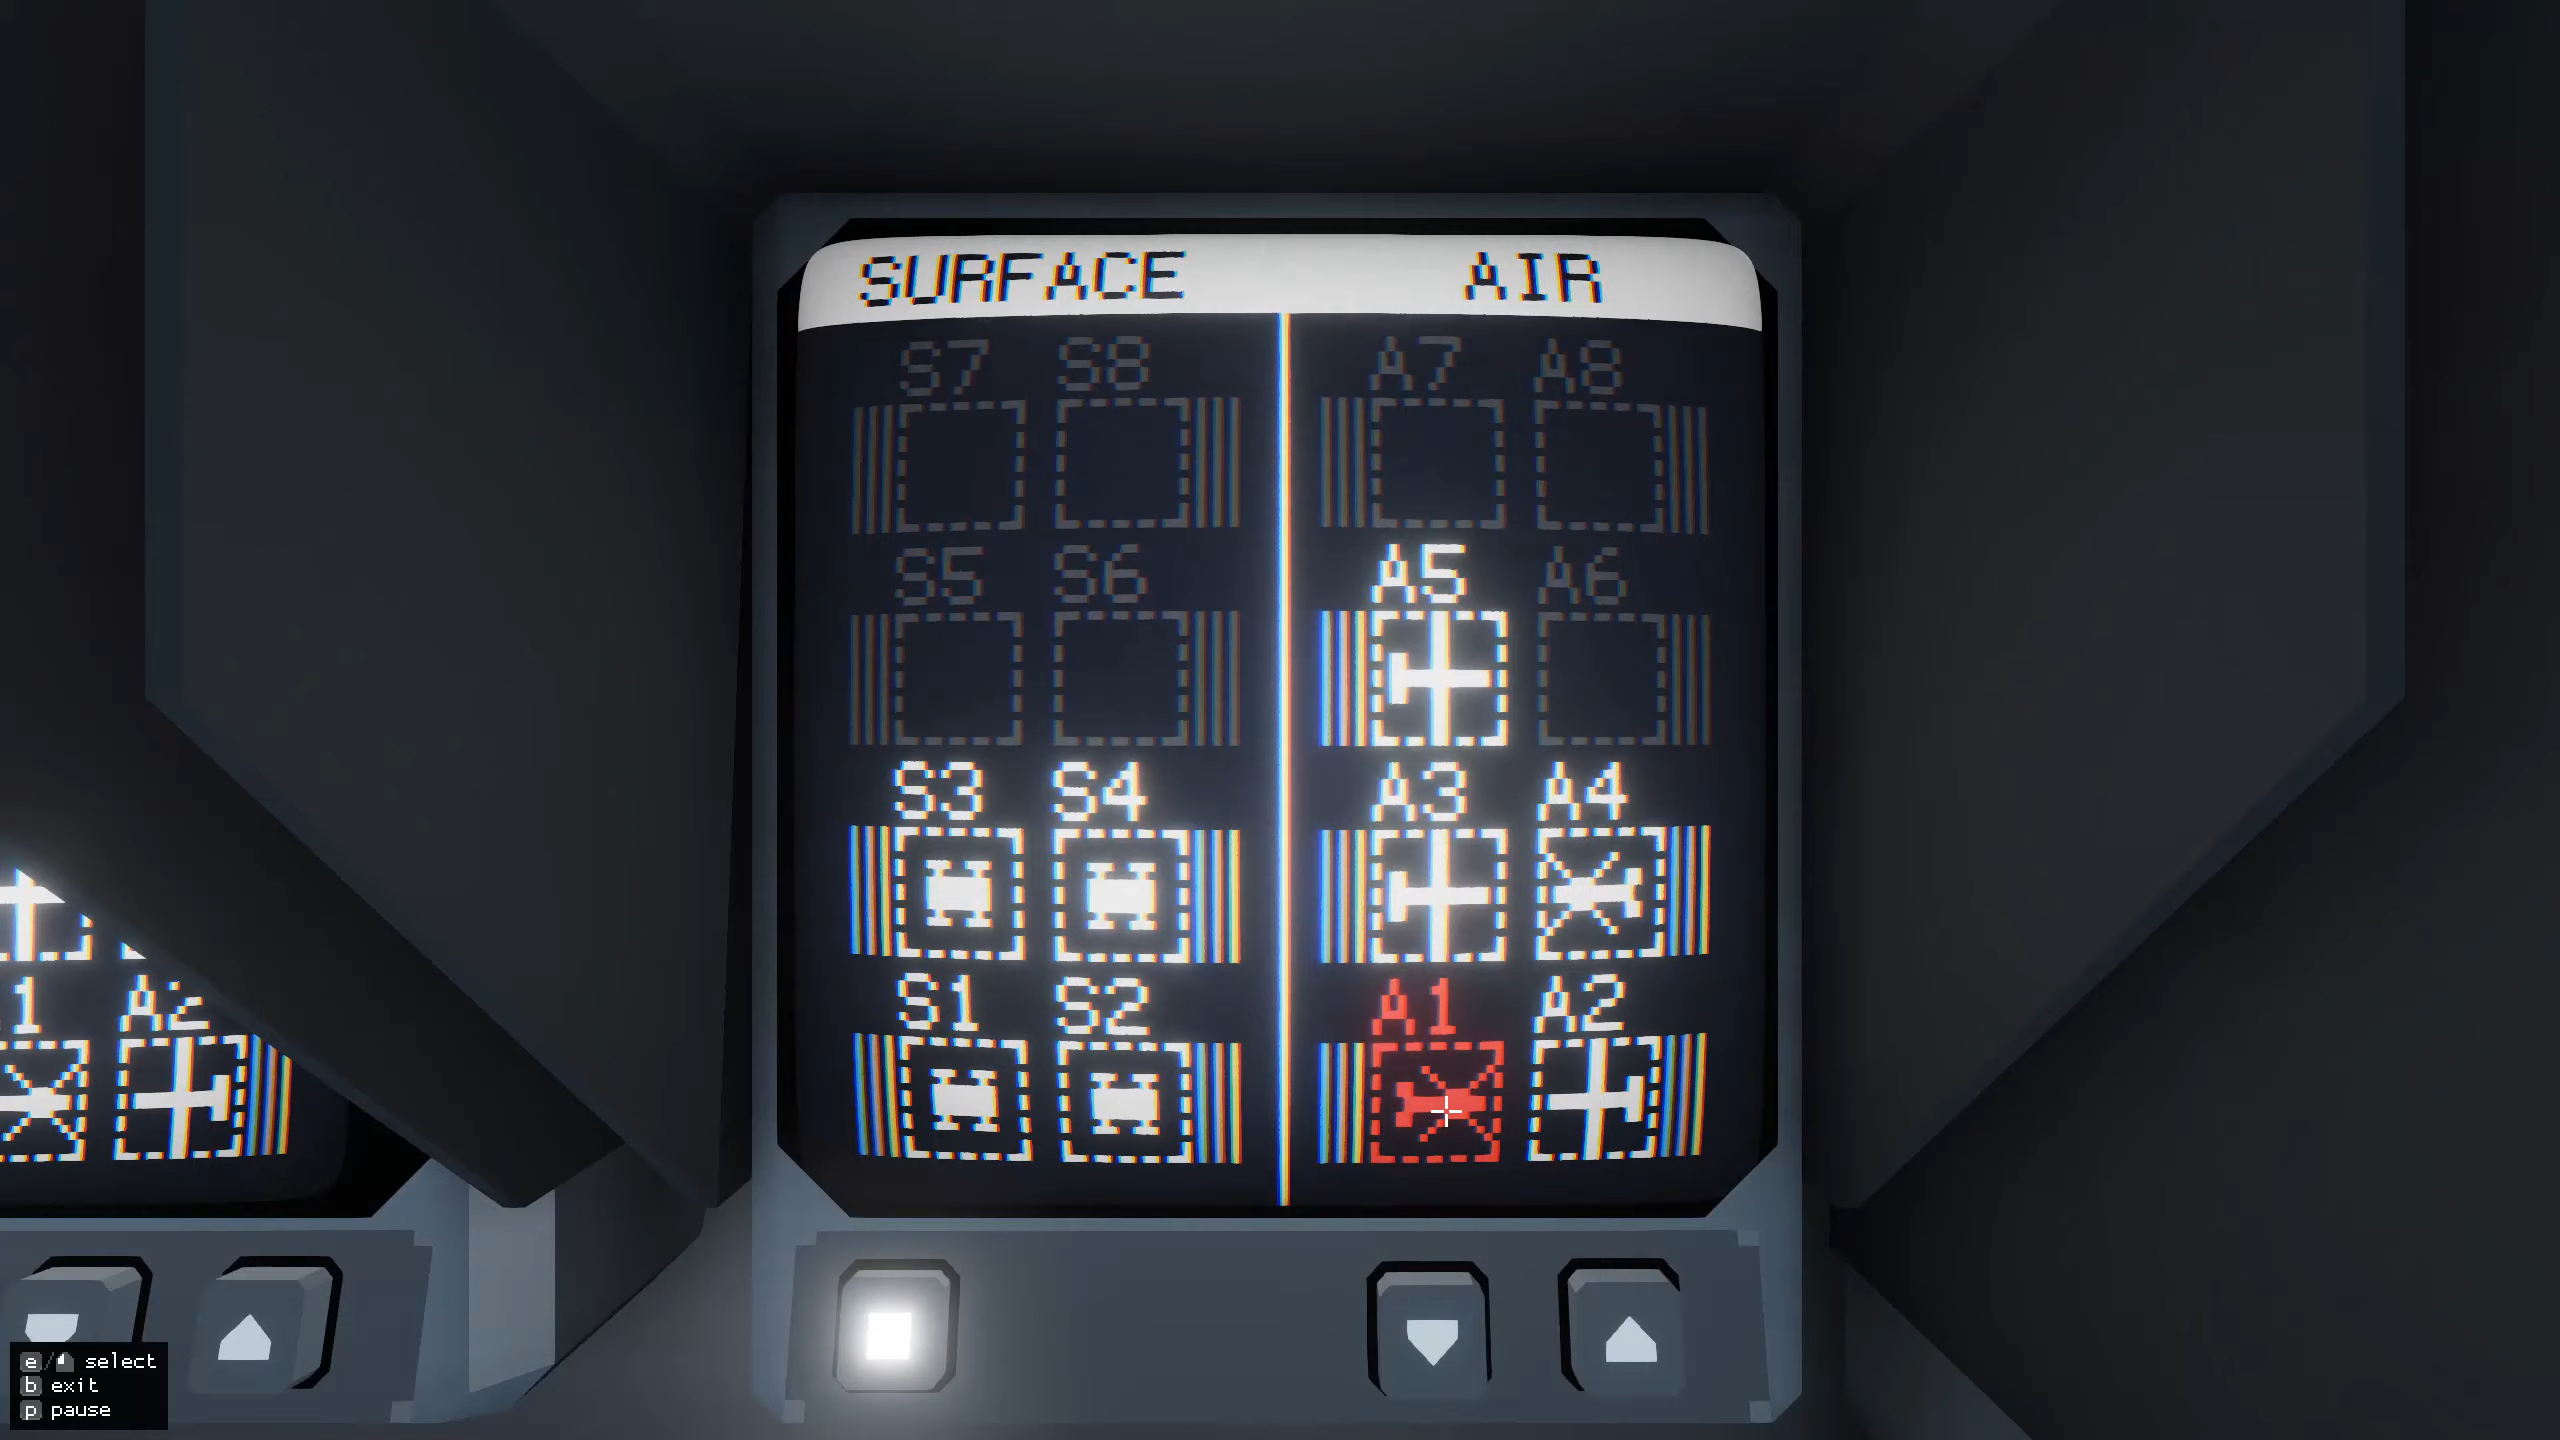 SURFACE AIR
S7 S8 A7 A8
S5 S6 A5 A6
S3 S4 A3 A4
S1 S2 A1 A2
A2
e/ select
b exit
p pause